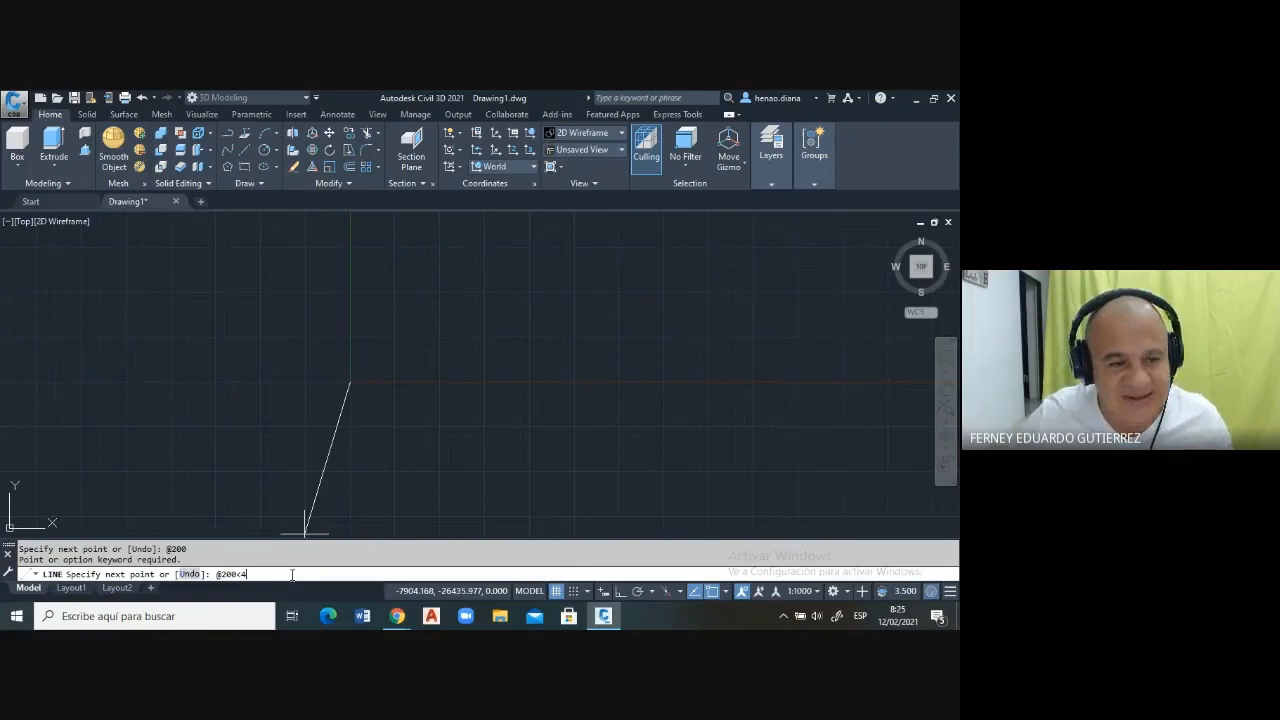 3D Modeling
Autodesk Civil 3D 2021 Drawing1.dwg
Type a keyword or phrase
henao.diana
Home Solid Surface Mesh Visualize Parametric Insert Annotate View Manage Output Collaborate Add-ins Featured Apps Express Tools
2D Wireframe
Unsaved View
World
Box Extrude Smooth Object Section Plane Culling No Filter Move Gizmo Layers Groups
Modeling Mesh Solid Editing Draw Modify Section Coordinates View Selection
Start Drawing1*
[−][Top][2D Wireframe]
N
W TOP E
S
WCS
Y
X
FERNEY EDUARDO GUTIERREZ
Specify next point or [Undo]: @200
Point or option keyword required.
LINE Specify next point or [Undo]: @200<4
Activar Windows
Ve a Configuración para activar Windows.
Model Layout1 Layout2 +
-7904.168, -26435.977, 0.000 MODEL 1:1000 3.500
Escribe aquí para buscar
ESP
8:25
12/02/2021
5